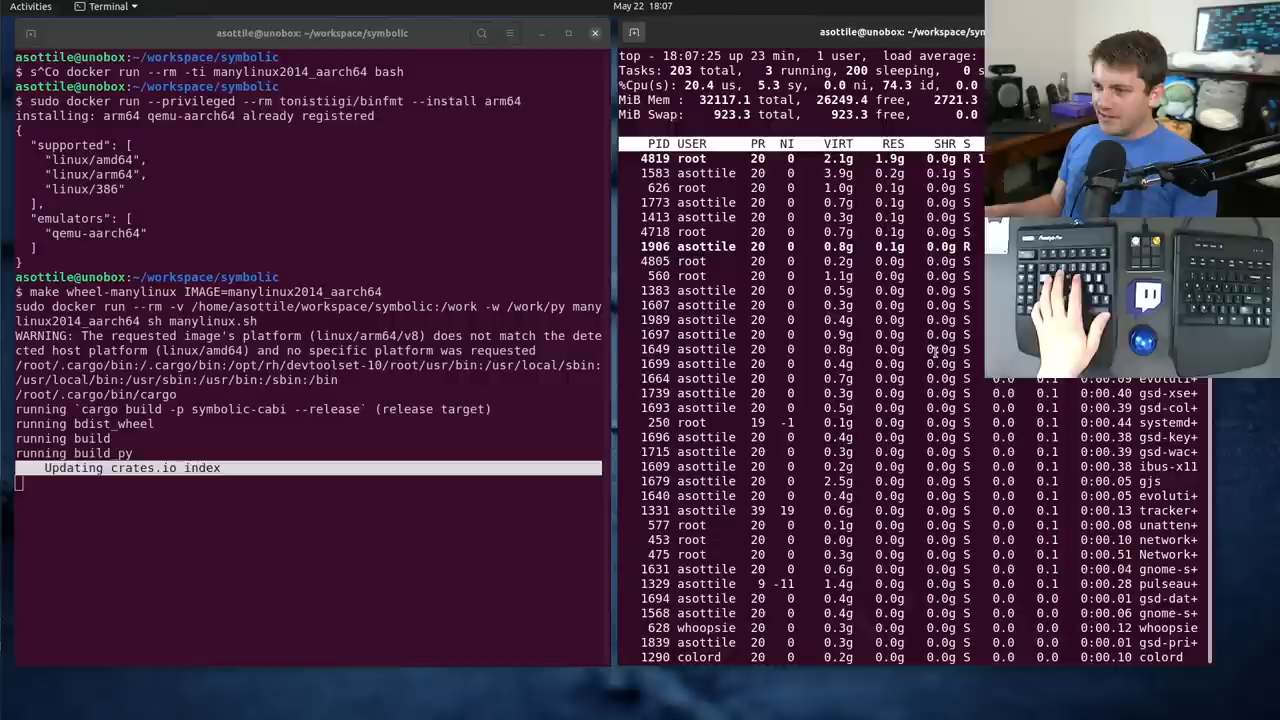 Activities
Terminal
May 22 18:07
asottile@unobox: ~/workspace/symbolic
asottile@unobox:~/workspace/symbolic
$ s^Co docker run --rm -ti manylinux2014_aarch64 bash
asottile@unobox:~/workspace/symbolic
$ sudo docker run --privileged --rm tonistiigi/binfmt --install arm64
installing: arm64 qemu-aarch64 already registered
{
"supported": [
"linux/amd64",
"linux/arm64",
"linux/386"
],
"emulators": [
"qemu-aarch64"
]
}
asottile@unobox:~/workspace/symbolic
$ make wheel-manylinux IMAGE=manylinux2014_aarch64
sudo docker run --rm -v /home/asottile/workspace/symbolic:/work -w /work/py many
linux2014_aarch64 sh manylinux.sh
WARNING: The requested image's platform (linux/arm64/v8) does not match the dete
cted host platform (linux/amd64) and no specific platform was requested
/root/.cargo/bin:/.cargo/bin:/opt/rh/devtoolset-10/root/usr/bin:/usr/local/sbin:
/usr/local/bin:/usr/sbin:/usr/bin:/sbin:/bin
/root/.cargo/bin/cargo
running `cargo build -p symbolic-cabi --release` (release target)
running bdist_wheel
running build
running build_py
Updating crates.io index
asottile@unobox: ~/workspace/sym
top - 18:07:25 up 23 min, 1 user, load average:
Tasks: 203 total, 3 running, 200 sleeping, 0 s
%Cpu(s): 20.4 us, 5.3 sy, 0.0 ni, 74.3 id, 0.0
MiB Mem : 32117.1 total, 26249.4 free, 2721.3
MiB Swap: 923.3 total, 923.3 free, 0.0
PID USER PR NI VIRT RES SHR S
4819 root 20 0 2.1g 1.9g 0.0g R 1
1583 asottile 20 0 3.9g 0.2g 0.1g S
626 root 20 0 1.0g 0.1g 0.0g S
1773 asottile 20 0 0.7g 0.1g 0.0g S
1413 asottile 20 0 0.3g 0.1g 0.0g S
4718 root 20 0 0.7g 0.1g 0.0g S
1906 asottile 20 0 0.8g 0.1g 0.0g R
4805 root 20 0 0.2g 0.0g 0.0g S
560 root 20 0 1.1g 0.0g 0.0g S
1383 asottile 20 0 0.5g 0.0g 0.0g S
1607 asottile 20 0 0.3g 0.0g 0.0g S
1989 asottile 20 0 0.4g 0.0g 0.0g S
1697 asottile 20 0 0.9g 0.0g 0.0g S
1649 asottile 20 0 0.8g 0.0g 0.0g S
1699 asottile 20 0 0.4g 0.0g 0.0g S
1664 asottile 20 0 0.7g 0.0g 0.0g S 0.0 0.1 0:00.09 evoluti+
1739 asottile 20 0 0.3g 0.0g 0.0g S 0.0 0.1 0:00.40 gsd-xse+
1693 asottile 20 0 0.5g 0.0g 0.0g S 0.0 0.1 0:00.39 gsd-col+
250 root 19 -1 0.1g 0.0g 0.0g S 0.0 0.1 0:00.44 systemd+
1696 asottile 20 0 0.4g 0.0g 0.0g S 0.0 0.1 0:00.38 gsd-key+
1715 asottile 20 0 0.3g 0.0g 0.0g S 0.0 0.1 0:00.39 gsd-wac+
1609 asottile 20 0 0.2g 0.0g 0.0g S 0.0 0.1 0:00.38 ibus-x11
1679 asottile 20 0 2.5g 0.0g 0.0g S 0.0 0.1 0:00.05 gjs
1640 asottile 20 0 0.4g 0.0g 0.0g S 0.0 0.1 0:00.05 evoluti+
1331 asottile 39 19 0.6g 0.0g 0.0g S 0.0 0.1 0:00.13 tracker+
577 root 20 0 0.1g 0.0g 0.0g S 0.0 0.1 0:00.08 unatten+
453 root 20 0 0.0g 0.0g 0.0g S 0.0 0.1 0:00.10 network+
475 root 20 0 0.3g 0.0g 0.0g S 0.0 0.1 0:00.51 Network+
1631 asottile 20 0 0.6g 0.0g 0.0g S 0.0 0.1 0:00.04 gnome-s+
1329 asottile 9 -11 1.4g 0.0g 0.0g S 0.0 0.1 0:00.28 pulseau+
1694 asottile 20 0 0.4g 0.0g 0.0g S 0.0 0.1 0:00.01 gsd-dat+
1568 asottile 20 0 0.4g 0.0g 0.0g S 0.0 0.0 0:00.06 gnome-s+
628 whoopsie 20 0 0.3g 0.0g 0.0g S 0.0 0.0 0:00.12 whoopsie
1839 asottile 20 0 0.3g 0.0g 0.0g S 0.0 0.0 0:00.01 gsd-pri+
1290 colord 20 0 0.2g 0.0g 0.0g S 0.0 0.0 0:00.10 colord